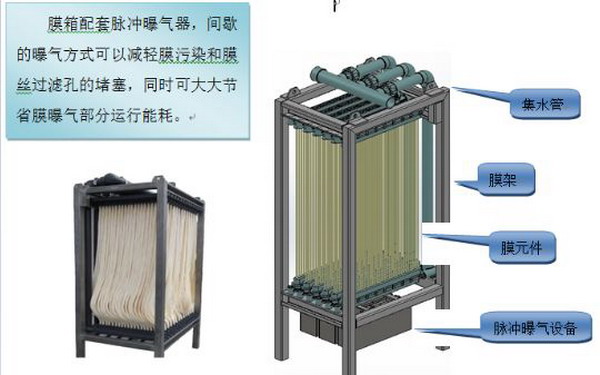 膜箱配套脉冲曝气器，间歇
的曝气方式可以减轻膜污染和膜
丝过滤孔的堵塞，同时可大大节
省膜曝气部分运行能耗。
集水管
膜架
膜元件
脉冲曝气设备